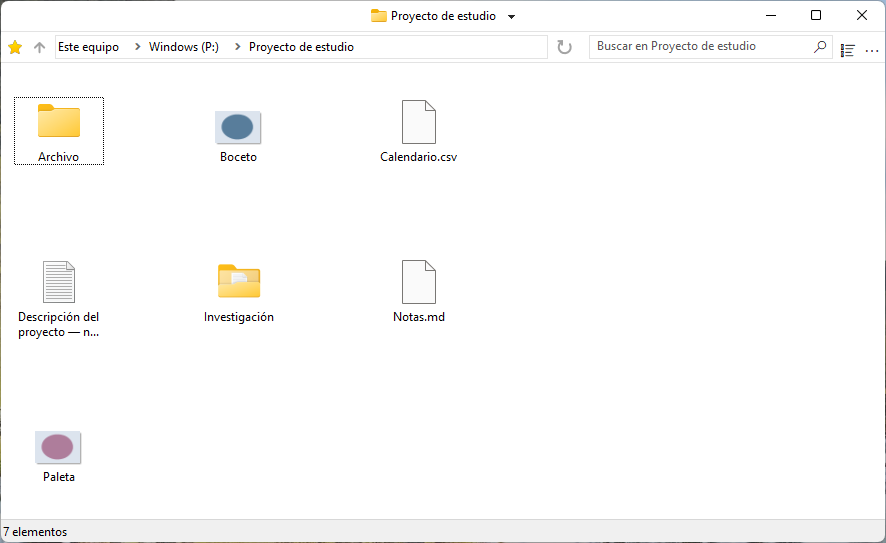 Proyecto de estudio
Este equipo > Windows (P:) > Proyecto de estudio
Buscar en Proyecto de estudio
Archivo
Boceto
Calendario.csv
Descripción del
proyecto — n...
Investigación
Notas.md
Paleta
7 elementos